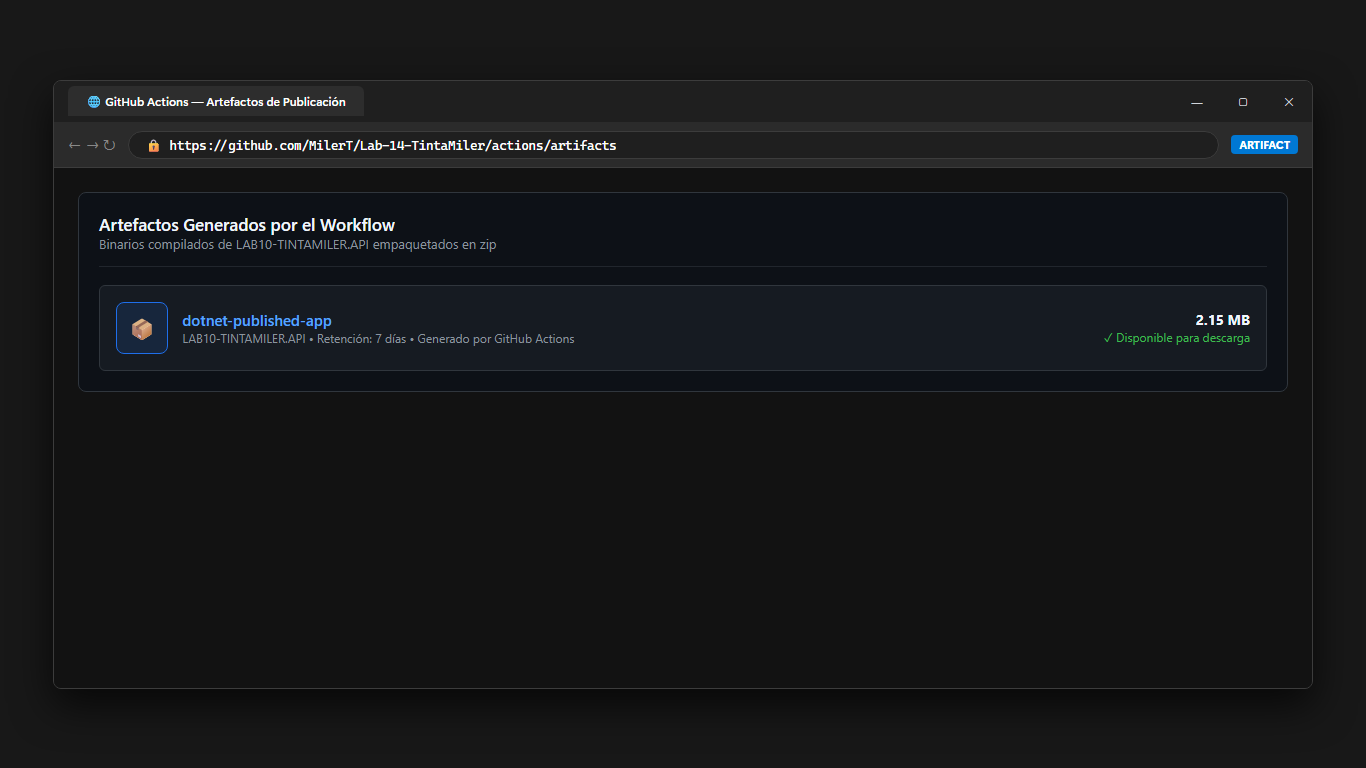 GitHub Actions — Artefactos de Publicación
https://github.com/MilerT/Lab-14-TintaMiler/actions/artifacts
ARTIFACT
Artefactos Generados por el Workflow
Binarios compilados de LAB10-TINTAMILER.API empaquetados en zip
dotnet-published-app
2.15 MB
LAB10-TINTAMILER.API • Retención: 7 días • Generado por GitHub Actions
✓ Disponible para descarga